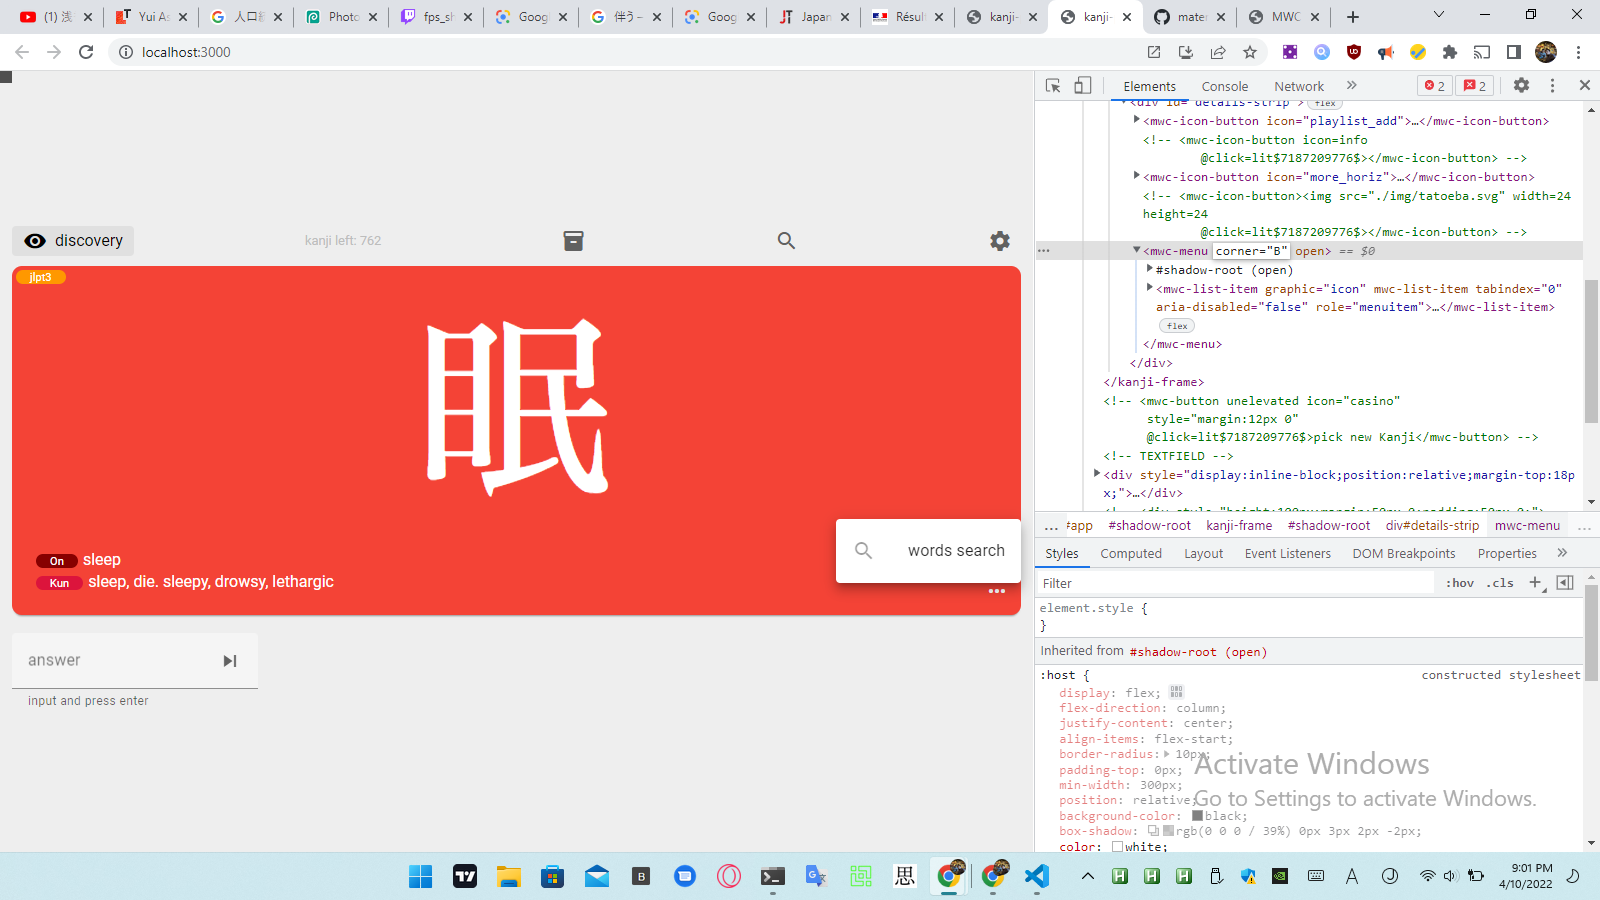 (1) 浅
Yui As
人口統
Photo
fps_sh
Googl
伴う –
Goog
Japan
Résult
kanji-
kanji-
mater
MWC
localhost:3000
discovery
kanji left: 762
jlpt3
眠
words search
On sleep
Kun sleep, die. sleepy, drowsy, lethargic
answer
input and press enter
Elements Console Network » 2 2
<div id="details-strip"> flex
<mwc-icon-button icon="playlist_add">…</mwc-icon-button>
<!-- <mwc-icon-button icon=info
@click=lit$7187209776$></mwc-icon-button> -->
<mwc-icon-button icon="more_horiz">…</mwc-icon-button>
<!-- <mwc-icon-button><img src="./img/tatoeba.svg" width=24
height=24
@click=lit$7187209776$></mwc-icon-button> -->
<mwc-menu corner="B" open> == $0
#shadow-root (open)
<mwc-list-item graphic="icon" mwc-list-item tabindex="0"
aria-disabled="false" role="menuitem">…</mwc-list-item>
flex
</mwc-menu>
</div>
</kanji-frame>
<!-- <mwc-button unelevated icon="casino"
style="margin:12px 0"
@click=lit$7187209776$>pick new Kanji</mwc-button> -->
<!-- TEXTFIELD -->
<div style="display:inline-block;position:relative;margin-top:18p
x;">…</div>
… #app #shadow-root kanji-frame #shadow-root div#details-strip mwc-menu …
Styles Computed Layout Event Listeners DOM Breakpoints Properties »
Filter :hov .cls
element.style {
}
Inherited from #shadow-root (open)
:host { constructed stylesheet
display: flex;
flex-direction: column;
justify-content: center;
align-items: flex-start;
border-radius: 10px;
padding-top: 0px;
min-width: 300px;
position: relative;
background-color: black;
box-shadow: rgb(0 0 0 / 39%) 0px 3px 2px -2px;
color: white;
Activate Windows
Go to Settings to activate Windows.
思
9:01 PM
4/10/2022